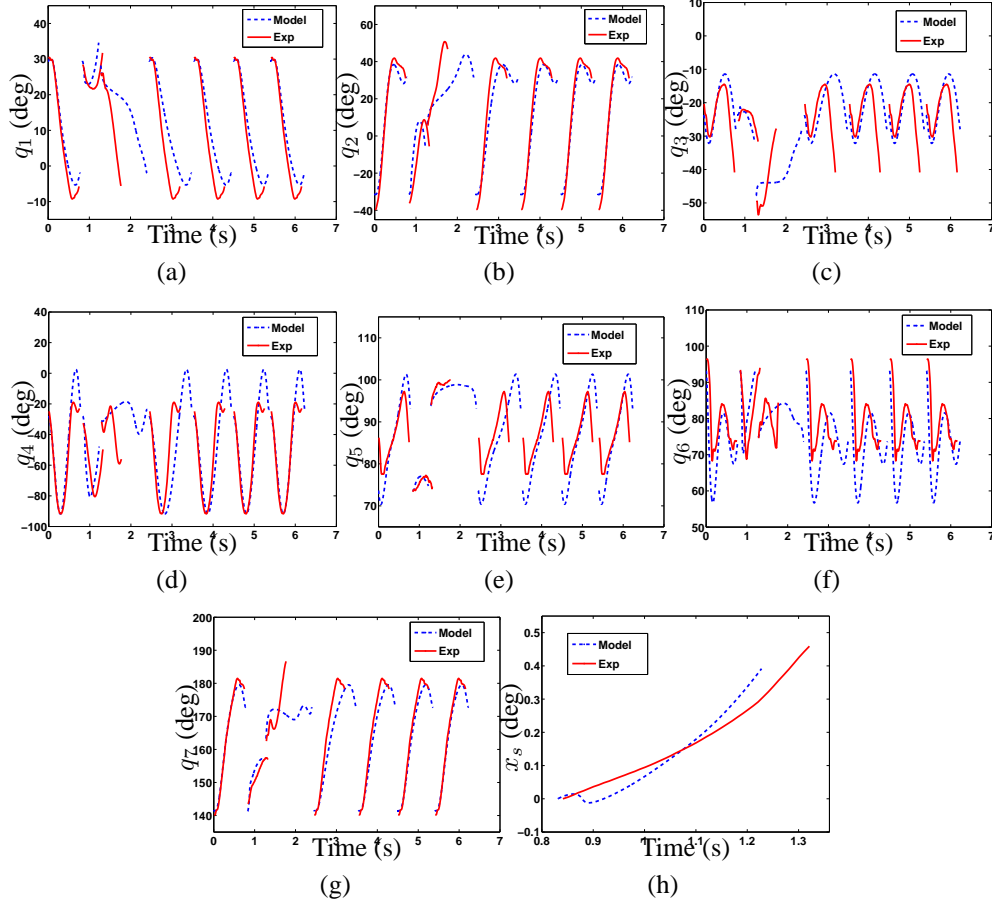 40
30
20
10
0
−10
0 1 2 3 4 5 6 7
q1 (deg)
Time (s)
Model
Exp
(a)
60
40
20
0
−20
−40
0 1 2 3 4 5 6 7
q2 (deg)
Time (s)
Model
Exp
(b)
10
0
−10
−20
−30
−40
−50
0 1 2 3 4 5 6 7
q3 (deg)
Time (s)
Model
Exp
(c)
40
20
0
−20
−40
−60
−80
−100
0 1 2 3 4 5 6 7
q4 (deg)
Time (s)
Model
Exp
(d)
110
100
90
80
70
0 1 2 3 4 5 6 7
q5 (deg)
Time (s)
Model
Exp
(e)
110
100
90
80
70
60
50
0 1 2 3 4 5 6 7
q6 (deg)
Time (s)
Model
Exp
(f)
200
190
180
170
160
150
140
0 1 2 3 4 5 6 7
q7 (deg)
Time (s)
Model
Exp
(g)
0.5
0.4
0.3
0.2
0.1
0
−0.1
0.8 0.9 1 1.1 1.2 1.3
xs (deg)
Time (s)
Model
Exp
(h)